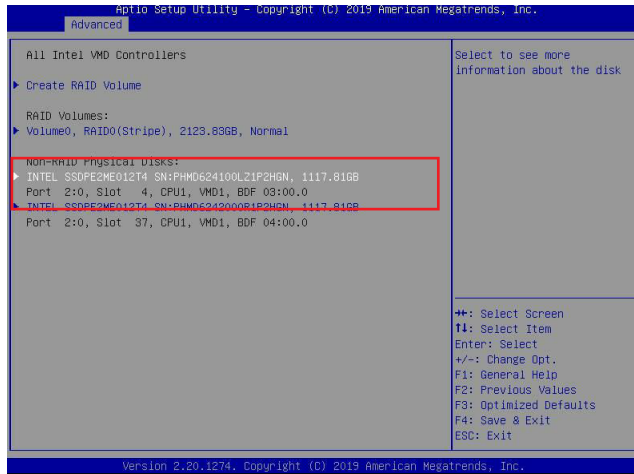 Aptio Setup Utility – Copyright (C) 2019 American Megatrends, Inc.
Advanced
All Intel VMD Controllers
Create RAID Volume
RAID Volumes:
Volume0, RAID0(Stripe), 2123.83GB, Normal
Non-RAID Physical Disks:
INTEL SSDPE2ME012T4 SN:PHMD624100LZ1P2HGN, 1117.81GB
Port 2:0, Slot 4, CPU1, VMD1, BDF 03:00.0
INTEL SSDPE2ME012T4 SN:PHMD6242000R1P2HGN, 1117.81GB
Port 2:0, Slot 37, CPU1, VMD1, BDF 04:00.0
Select to see more
information about the disk
→←: Select Screen
↑↓: Select Item
Enter: Select
+/-: Change Opt.
F1: General Help
F2: Previous Values
F3: Optimized Defaults
F4: Save & Exit
ESC: Exit
Version 2.20.1274. Copyright (C) 2019 American Megatrends, Inc.